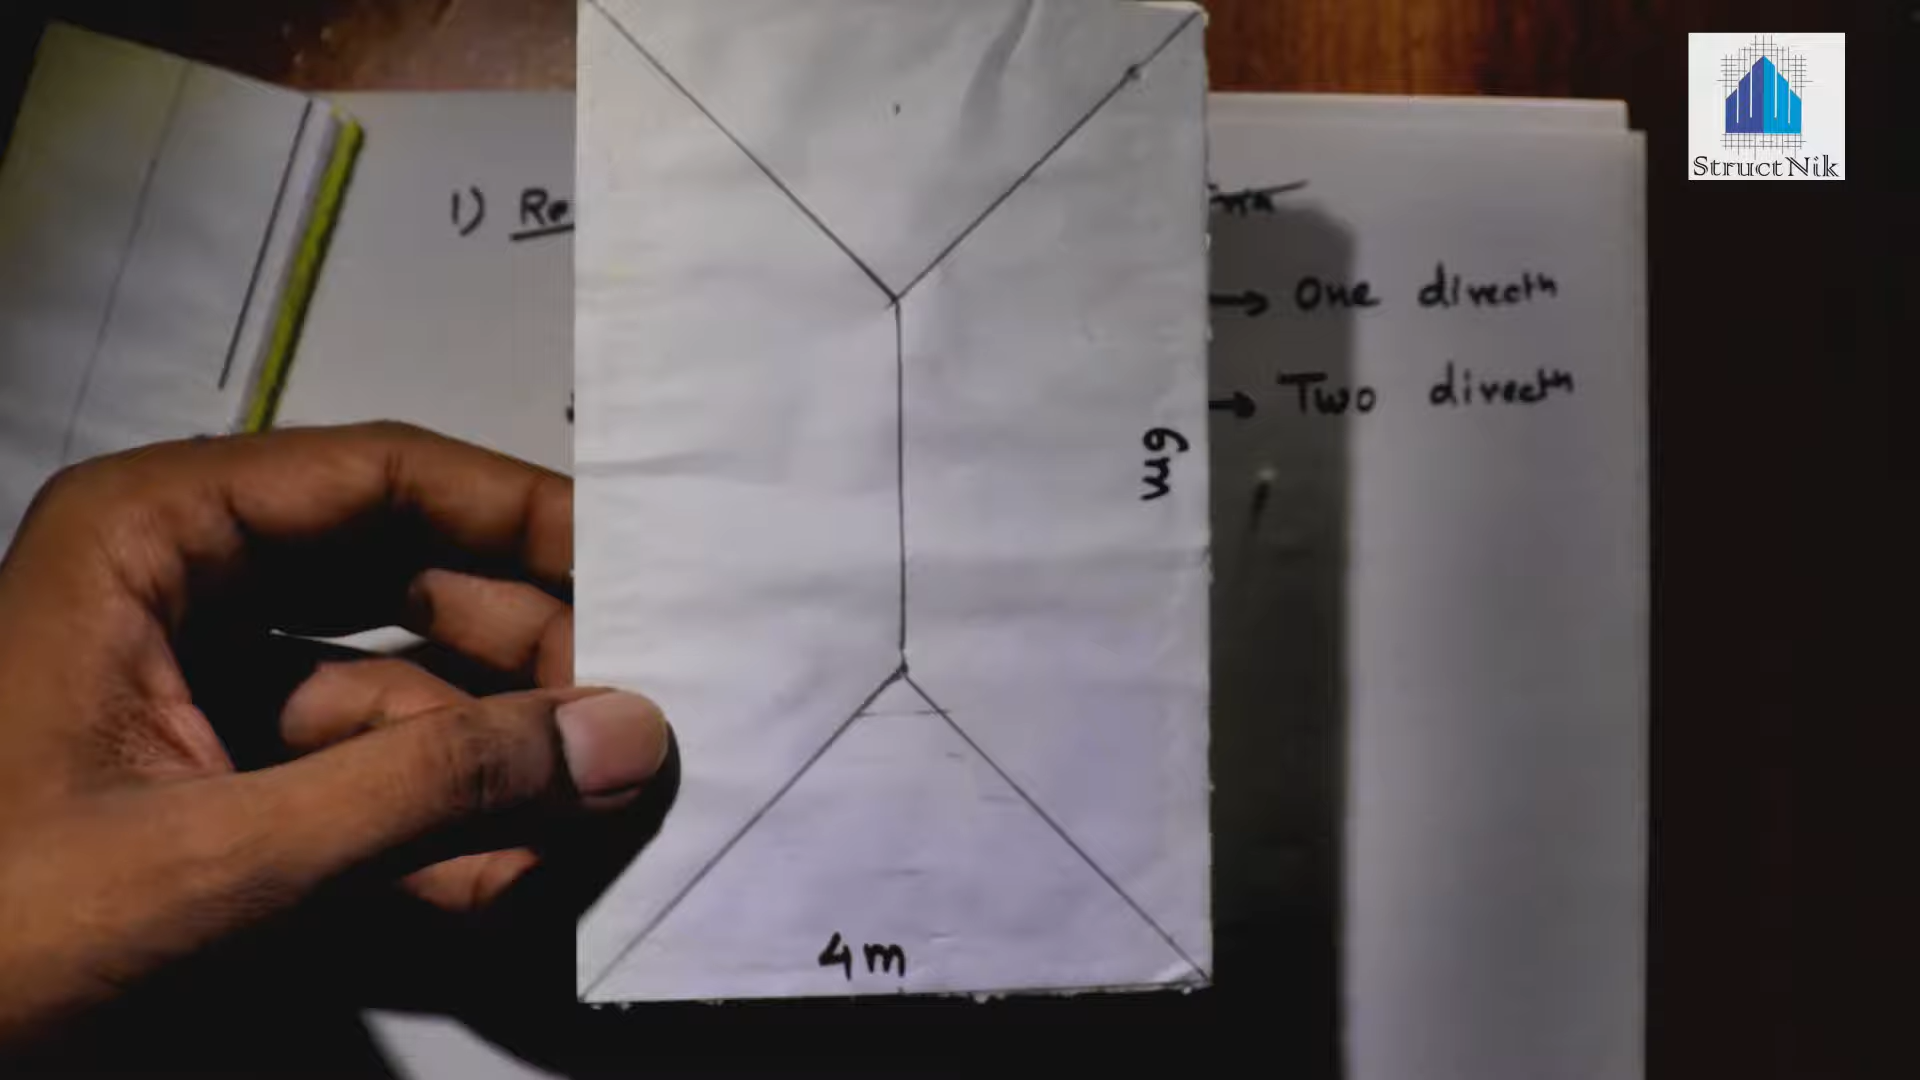 StructNik
1) Re
→ One directn
→ Two directn
6m
4m